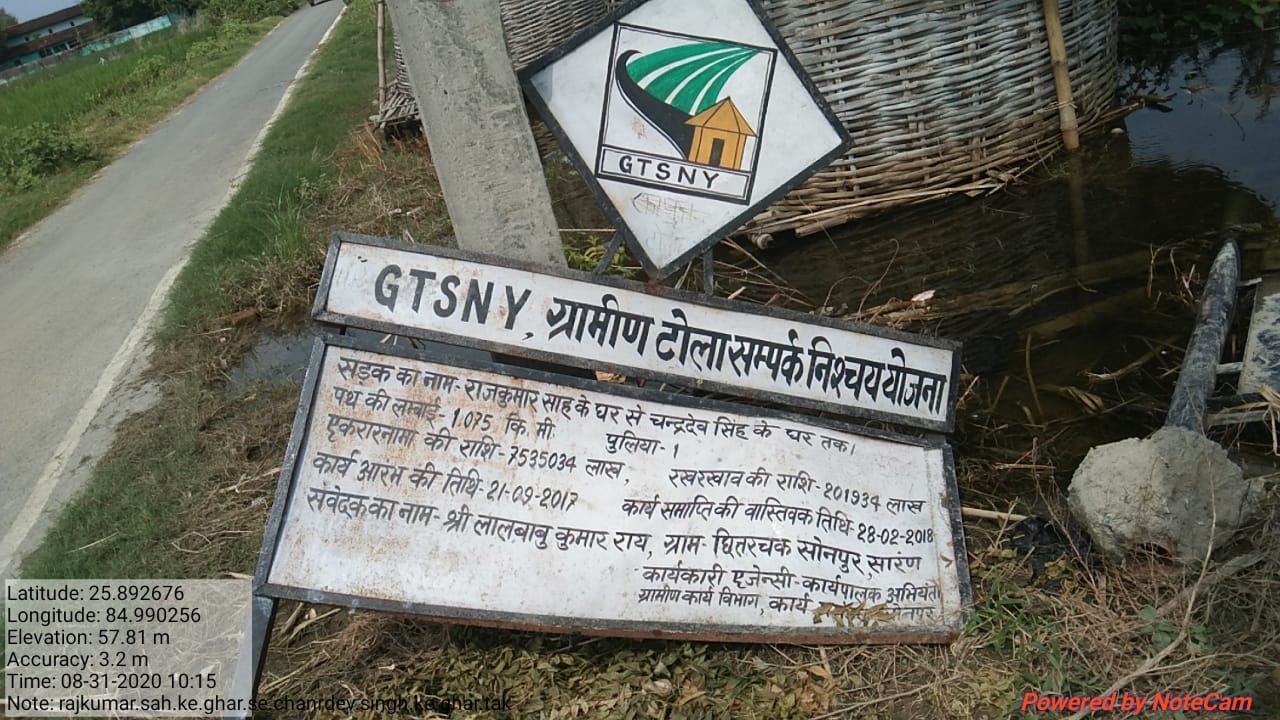 GTSNY
GTSNY, ग्रामीण टोला सम्पर्क निश्चय योजना
सड़क का नाम- राजकुमार साह के घर से चन्द्रदेव सिंह के घर तक।
पथ की लम्बाई- 1.075 कि. मी. पुलिया- 1
एकरारनामा की राशि- 7535034 लाख, रखरखाव की राशि- 201934 लाख
कार्य आरंभ की तिथि- 21-09-2017 कार्य समाप्ति की वास्तविक तिथि- 28-02-2018
संवेदक का नाम- श्री लालबाबु कुमार राय, ग्राम- चितरचक सोनपुर, सारण
कार्यकारी एजेन्सी- कार्यपालक अभियंता
ग्रामीण कार्य विभाग, कार्य
Latitude: 25.892676
Longitude: 84.990256
Elevation: 57.81 m
Accuracy: 3.2 m
Time: 08-31-2020 10:15
Note: rajkumar.sah.ke.ghar.se.chanrdev.singh.ke.ghar.tak
Powered by NoteCam